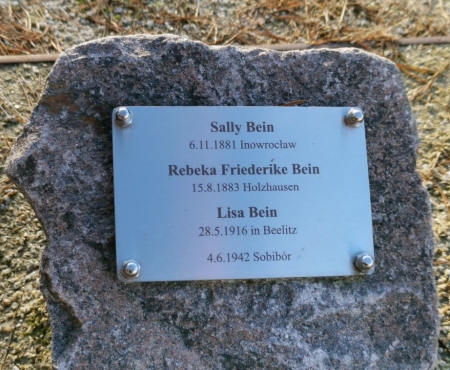 Sally Bein
6.11.1881 Inowrocław
Rebeka Friederike Bein
15.8.1883 Holzhausen
Lisa Bein
28.5.1916 in Beelitz
4.6.1942 Sobibór